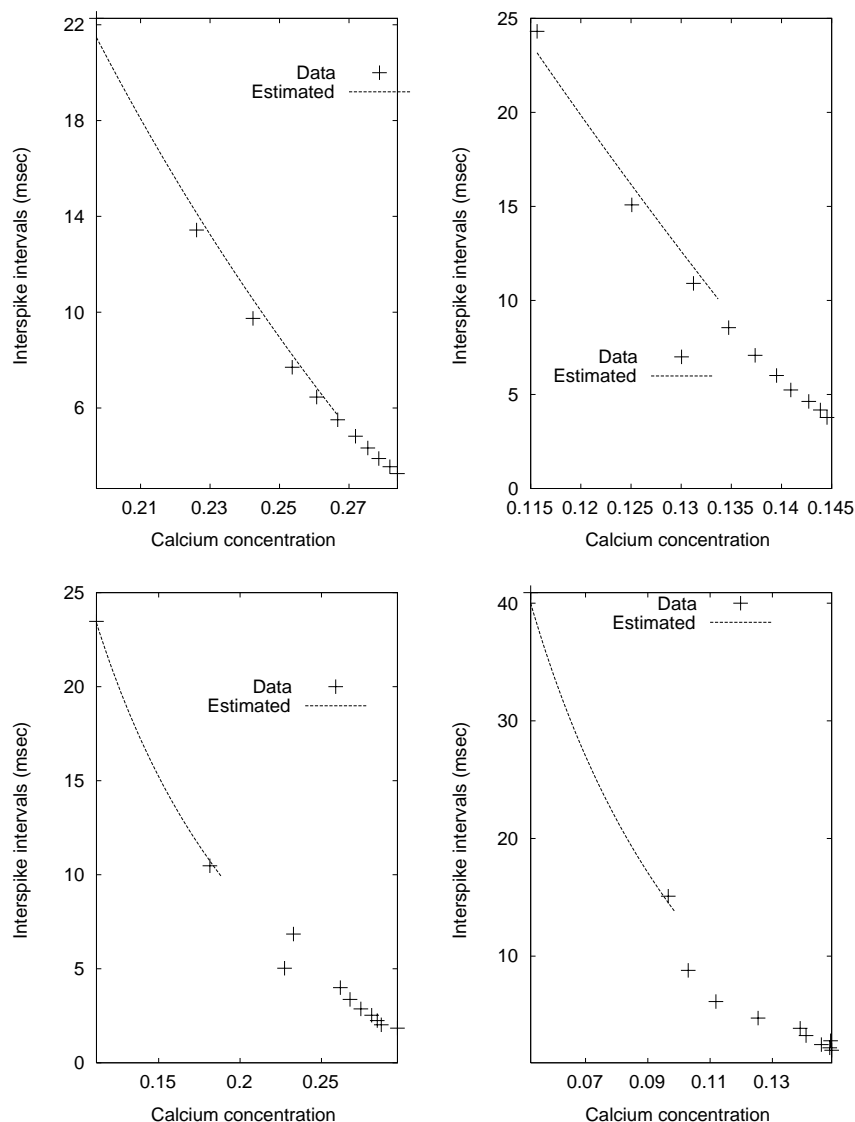 22
18
14
10
6
0.21 0.23 0.25 0.27
Interspike intervals (msec)
Calcium concentration
Data
Estimated
25
20
15
10
5
0
0.115 0.12 0.125 0.13 0.135 0.14 0.145
Interspike intervals (msec)
Calcium concentration
Data
Estimated
25
20
15
10
5
0
0.15 0.2 0.25
Interspike intervals (msec)
Calcium concentration
Data
Estimated
40
30
20
10
0.07 0.09 0.11 0.13
Interspike intervals (msec)
Calcium concentration
Data
Estimated